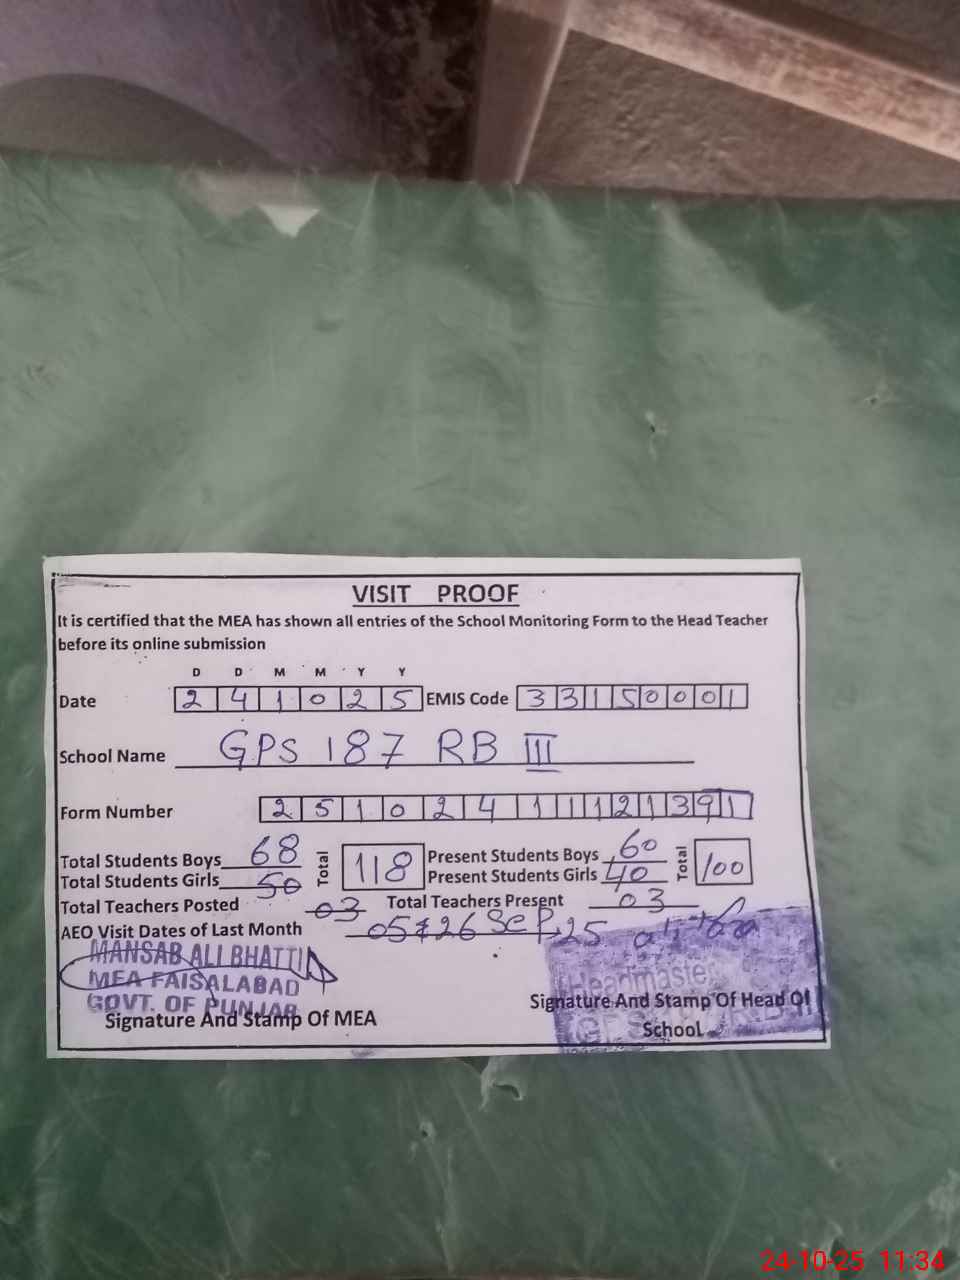 VISIT PROOF
It is certified that the MEA has shown all entries of the School Monitoring Form to the Head Teacher
before its online submission
D D M M Y Y
Date 2 4 1 0 2 5 EMIS Code 3 3 1 5 0 0 0 1
School Name GPS 187 RB III
Form Number 2 5 1 0 2 4 1 1 1 2 1 3 9 1
Total Students Boys 68 Total 118 Present Students Boys 60 Total 100
Total Students Girls 50 Present Students Girls 40
Total Teachers Posted 03 Total Teachers Present 03
AEO Visit Dates of Last Month 05 & 26 Sep, 25
MANSAB ALI BHATTI
MEA FAISALABAD
GOVT. OF PUNJAB
Signature And Stamp Of MEA
Headmaster
Signature And Stamp Of Head Of
School
24-10-25 11:34